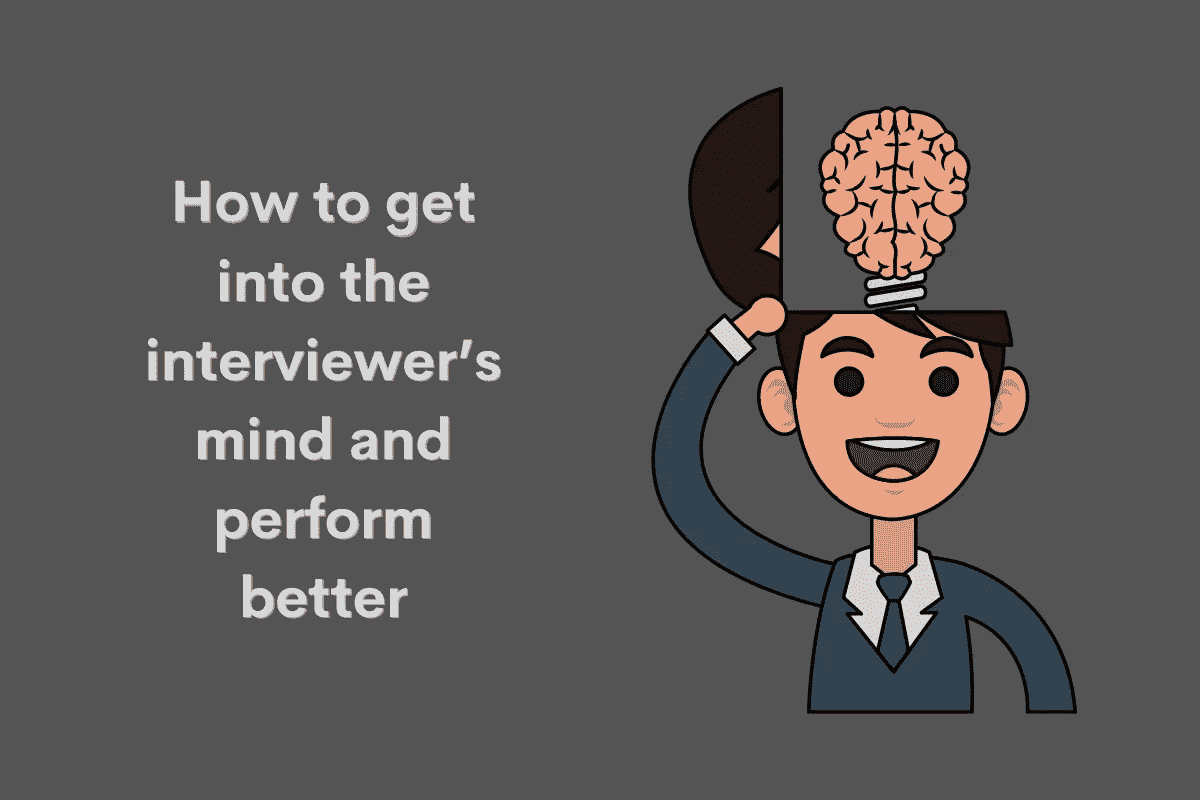 How to get
into the
interviewer’s
mind and
perform
better